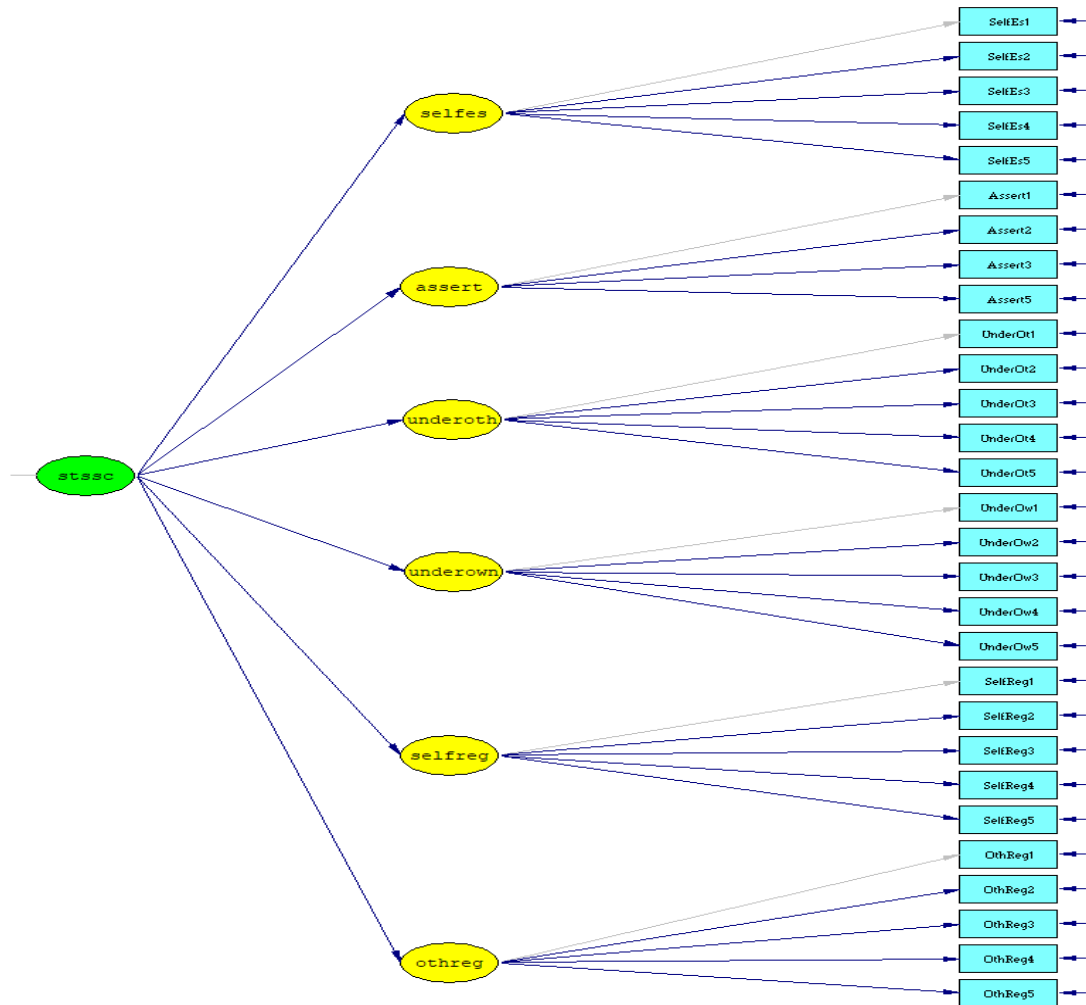 SelfEs1
SelfEs2
selfes
SelfEs3
SelfEs4
SelfEs5
Assert1
Assert2
assert
Assert3
Assert5
UnderOt1
UnderOt2
underoth
UnderOt3
UnderOt4
UnderOt5
stssc
UnderOw1
UnderOw2
underown
UnderOw3
UnderOw4
UnderOw5
SelfReg1
SelfReg2
selfreg
SelfReg3
SelfReg4
SelfReg5
OthReg1
OthReg2
OthReg3
othreg
OthReg4
OthReg5